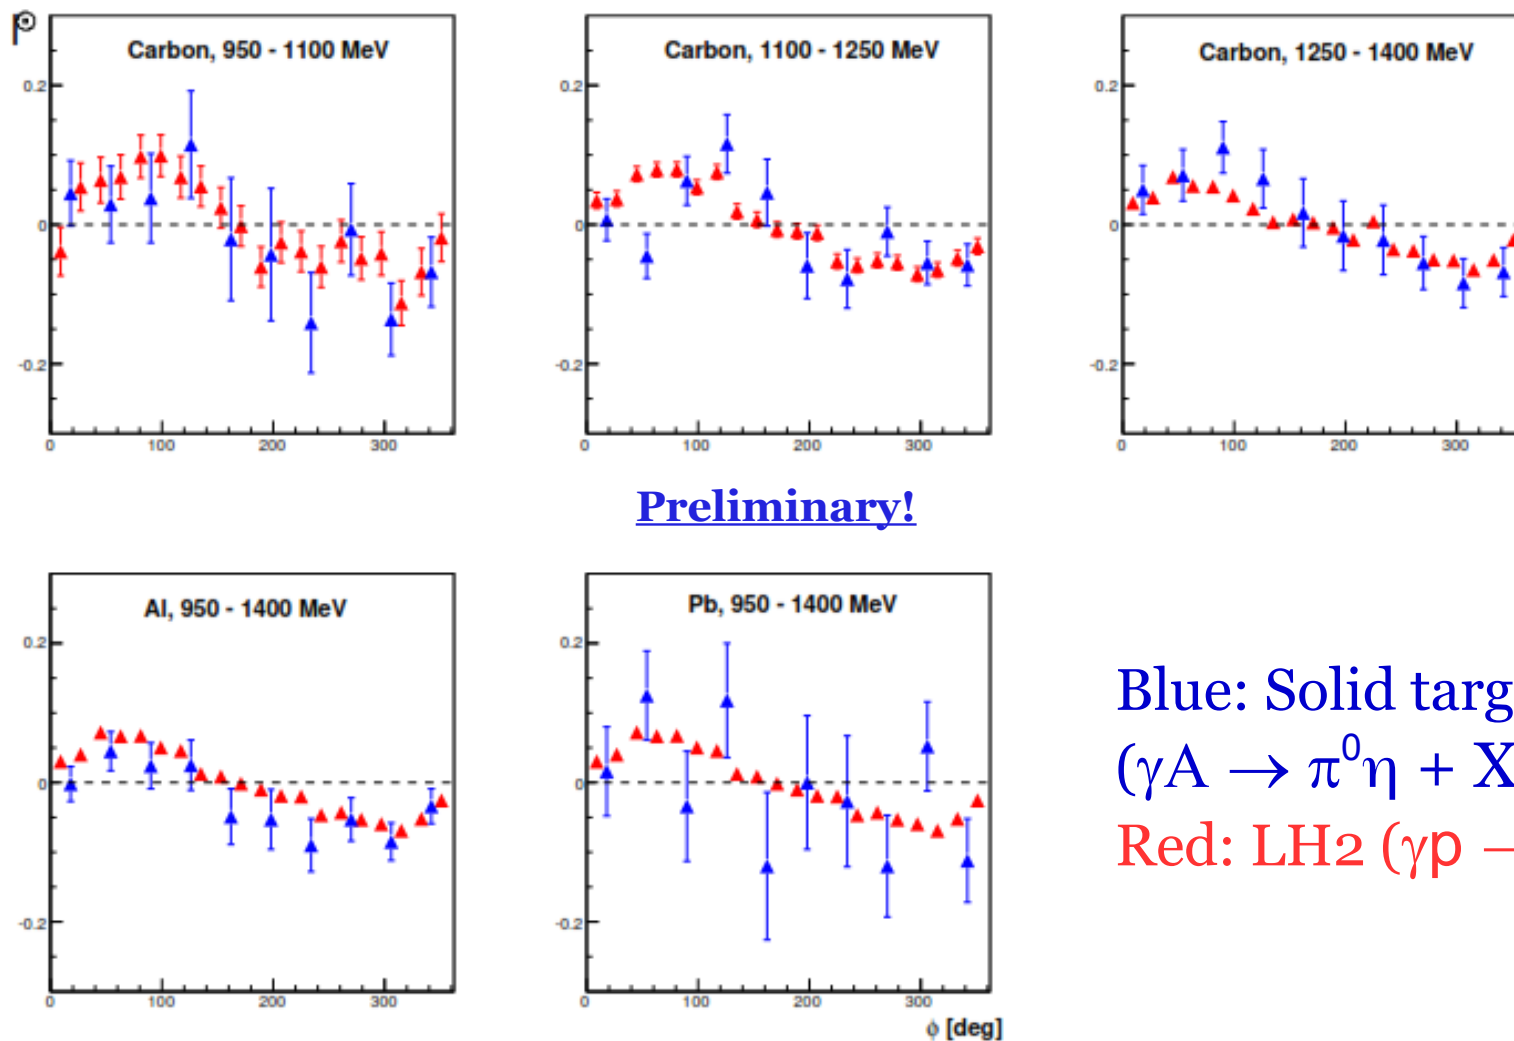 I⊙
Carbon, 950 - 1100 MeV
Carbon, 1100 - 1250 MeV
Carbon, 1250 - 1400 MeV
0.2
0
-0.2
0 100 200 300
0.2
0
-0.2
0 100 200 300
0.2
0
-0.2
0 100 200 300
Preliminary!
Al, 950 - 1400 MeV
Pb, 950 - 1400 MeV
0.2
0
-0.2
0 100 200 300
0.2
0
-0.2
0 100 200 300
ϕ [deg]
Blue: Solid targ
(γA → π⁰η + X
Red: LH2 (γp –